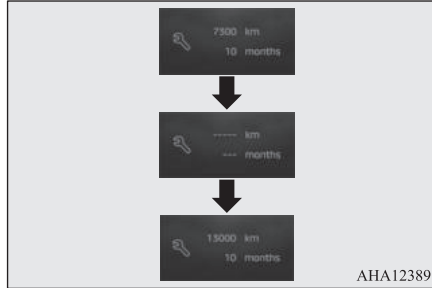 7500 km
10 months
----- km
--- months
15000 km
10 months
AHA12389